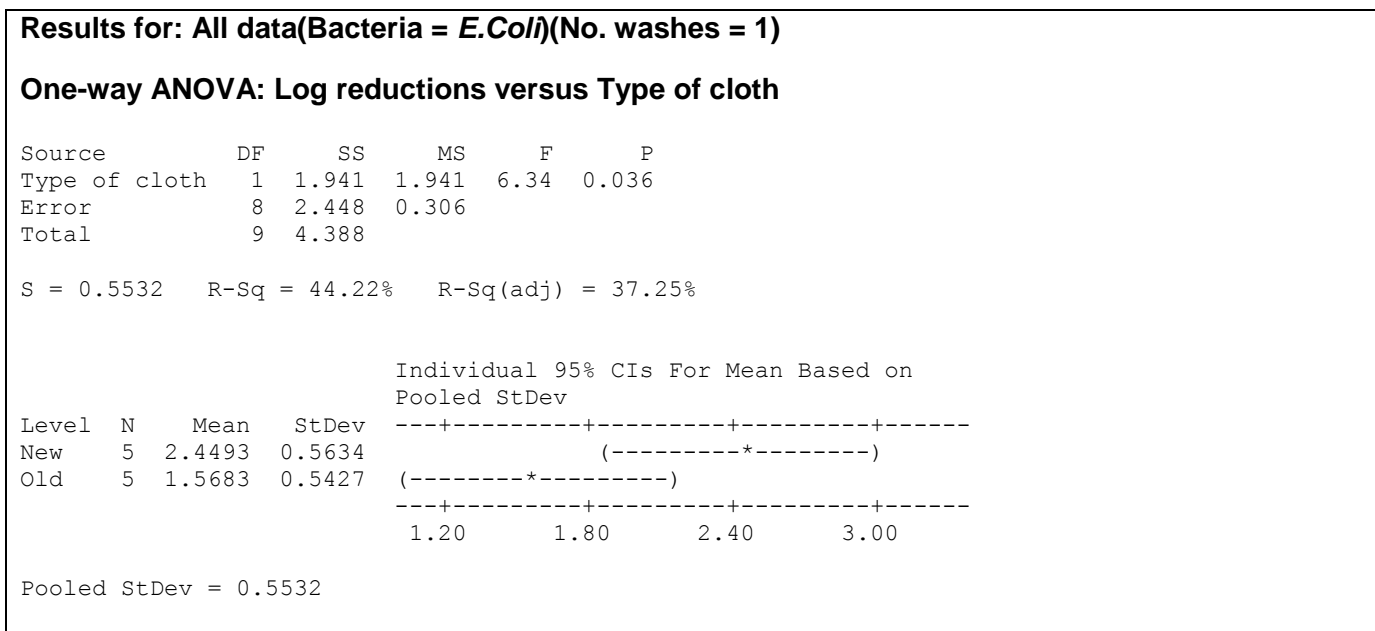 Results for: All data(Bacteria = E.Coli)(No. washes = 1)
One-way ANOVA: Log reductions versus Type of cloth
Source         DF     SS     MS     F      P
Type of cloth   1  1.941  1.941  6.34  0.036
Error           8  2.448  0.306
Total           9  4.388
S = 0.5532   R-Sq = 44.22%   R-Sq(adj) = 37.25%
Individual 95% CIs For Mean Based on
Pooled StDev
Level  N    Mean   StDev  ---+---------+---------+---------+------
New    5  2.4493  0.5634                (---------*--------)
Old    5  1.5683  0.5427  (--------*---------)
---+---------+---------+---------+------
1.20      1.80      2.40      3.00
Pooled StDev = 0.5532